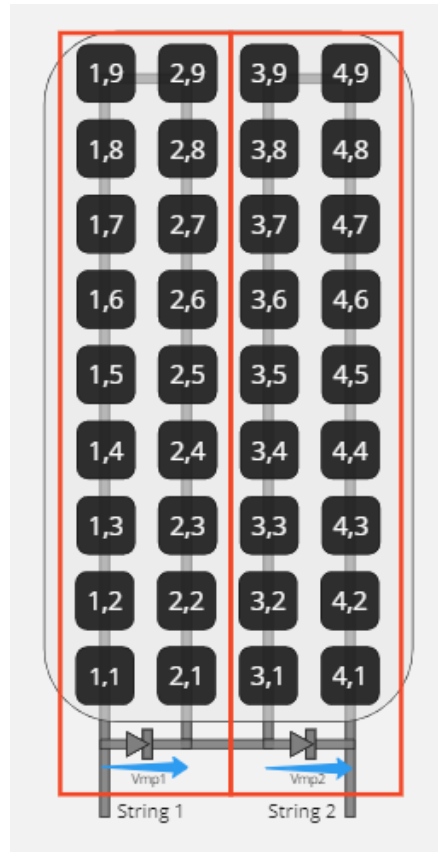 1,9 2,9 3,9 4,9
1,8 2,8 3,8 4,8
1,7 2,7 3,7 4,7
1,6 2,6 3,6 4,6
1,5 2,5 3,5 4,5
1,4 2,4 3,4 4,4
1,3 2,3 3,3 4,3
1,2 2,2 3,2 4,2
1,1 2,1 3,1 4,1
Vmp1 Vmp2
String 1 String 2